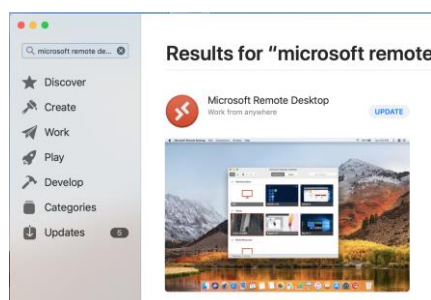 microsoft remote de...
Results for "microsoft remote
Discover
Create
Work
Play
Develop
Categories
Updates 5
Microsoft Remote Desktop
Work from anywhere
UPDATE